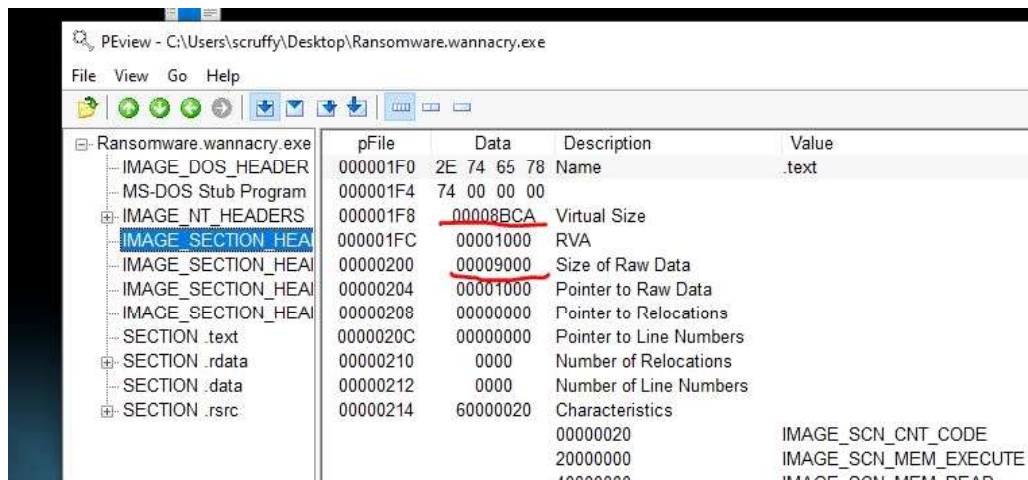 PEview - C:\Users\scruffy\Desktop\Ransomware.wannacry.exe
File View Go Help
Ransomware.wannacry.exe pFile Data Description Value
IMAGE_DOS_HEADER 000001F0 2E 74 65 78 Name .text
MS-DOS Stub Program 000001F4 74 00 00 00
IMAGE_NT_HEADERS 000001F8 00008BCA Virtual Size
IMAGE_SECTION_HEA 000001FC 00001000 RVA
IMAGE_SECTION_HEA 00000200 00009000 Size of Raw Data
IMAGE_SECTION_HEA 00000204 00001000 Pointer to Raw Data
IMAGE_SECTION_HEA 00000208 00000000 Pointer to Relocations
SECTION .text 0000020C 00000000 Pointer to Line Numbers
SECTION .rdata 00000210 0000 Number of Relocations
SECTION .data 00000212 0000 Number of Line Numbers
SECTION .rsrc 00000214 60000020 Characteristics
00000020 IMAGE_SCN_CNT_CODE
20000000 IMAGE_SCN_MEM_EXECUTE